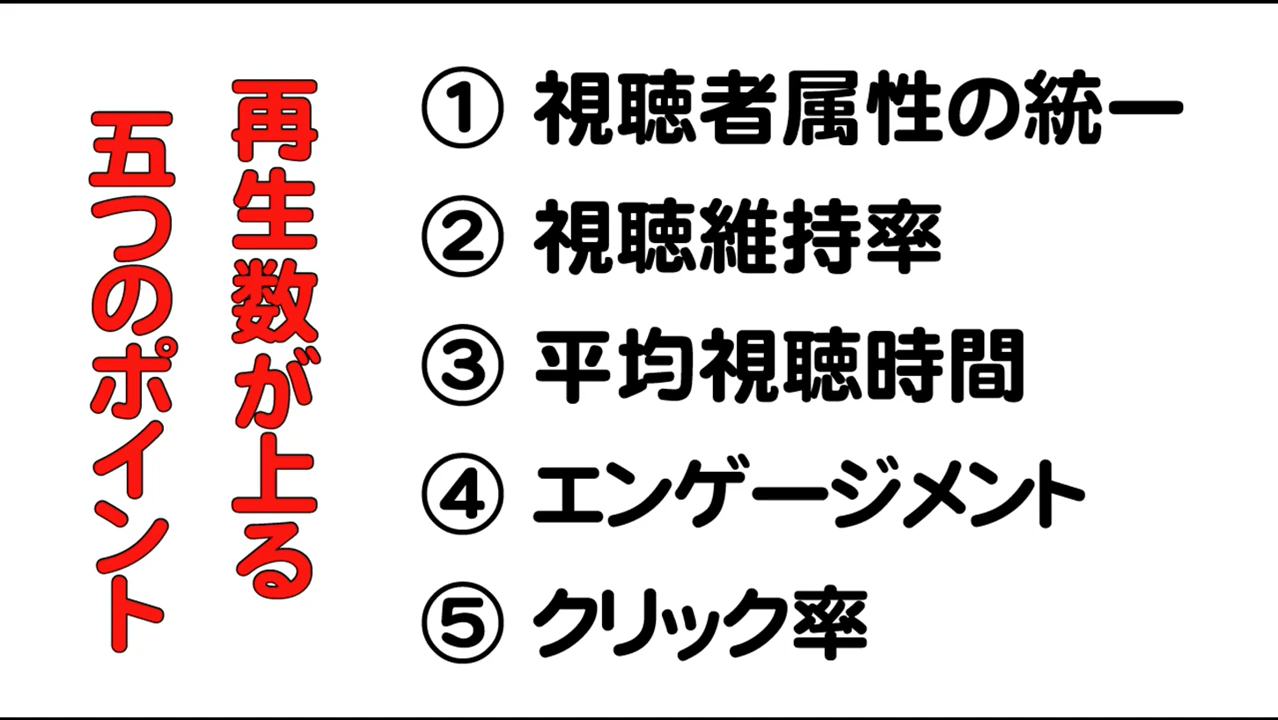 再生数が上る
五つのポイント
① 視聴者属性の統一
② 視聴維持率
③ 平均視聴時間
④ エンゲージメント
⑤ クリック率